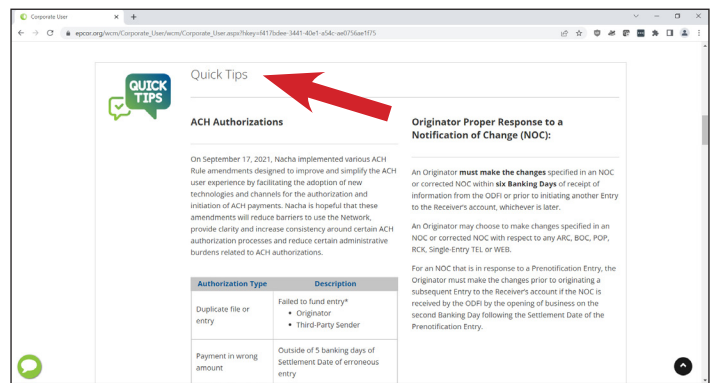 Corporate User
epcor.org/wcm/Corporate_User/wcm/Corporate_User.aspx?hkey=f417bdee-3441-40e1-a54c-ae0756ae1f75
QUICK
TIPS
Quick Tips
ACH Authorizations
On September 17, 2021, Nacha implemented various ACH
Rule amendments designed to improve and simplify the ACH
user experience by facilitating the adoption of new
technologies and channels for the authorization and
initiation of ACH payments. Nacha is hopeful that these
amendments will reduce barriers to use the Network,
provide clarity and increase consistency around certain ACH
authorization processes and reduce certain administrative
burdens related to ACH authorizations.
Authorization Type Description
Duplicate file or
entry
Failed to fund entry*
• Originator
• Third-Party Sender
Payment in wrong
amount
Outside of 5 banking days of
Settlement Date of erroneous
entry
Originator Proper Response to a
Notification of Change (NOC):
An Originator must make the changes specified in an NOC
or corrected NOC within six Banking Days of receipt of
information from the ODFI or prior to initiating another Entry
to the Receiver's account, whichever is later.
An Originator may choose to make changes specified in an
NOC or corrected NOC with respect to any ARC, BOC, POP,
RCK, Single-Entry TEL or WEB.
For an NOC that is in response to a Prenotification Entry, the
Originator must make the changes prior to originating a
subsequent Entry to the Receiver's account if the NOC is
received by the ODFI by the opening of business on the
second Banking Day following the Settlement Date of the
Prenotification Entry.